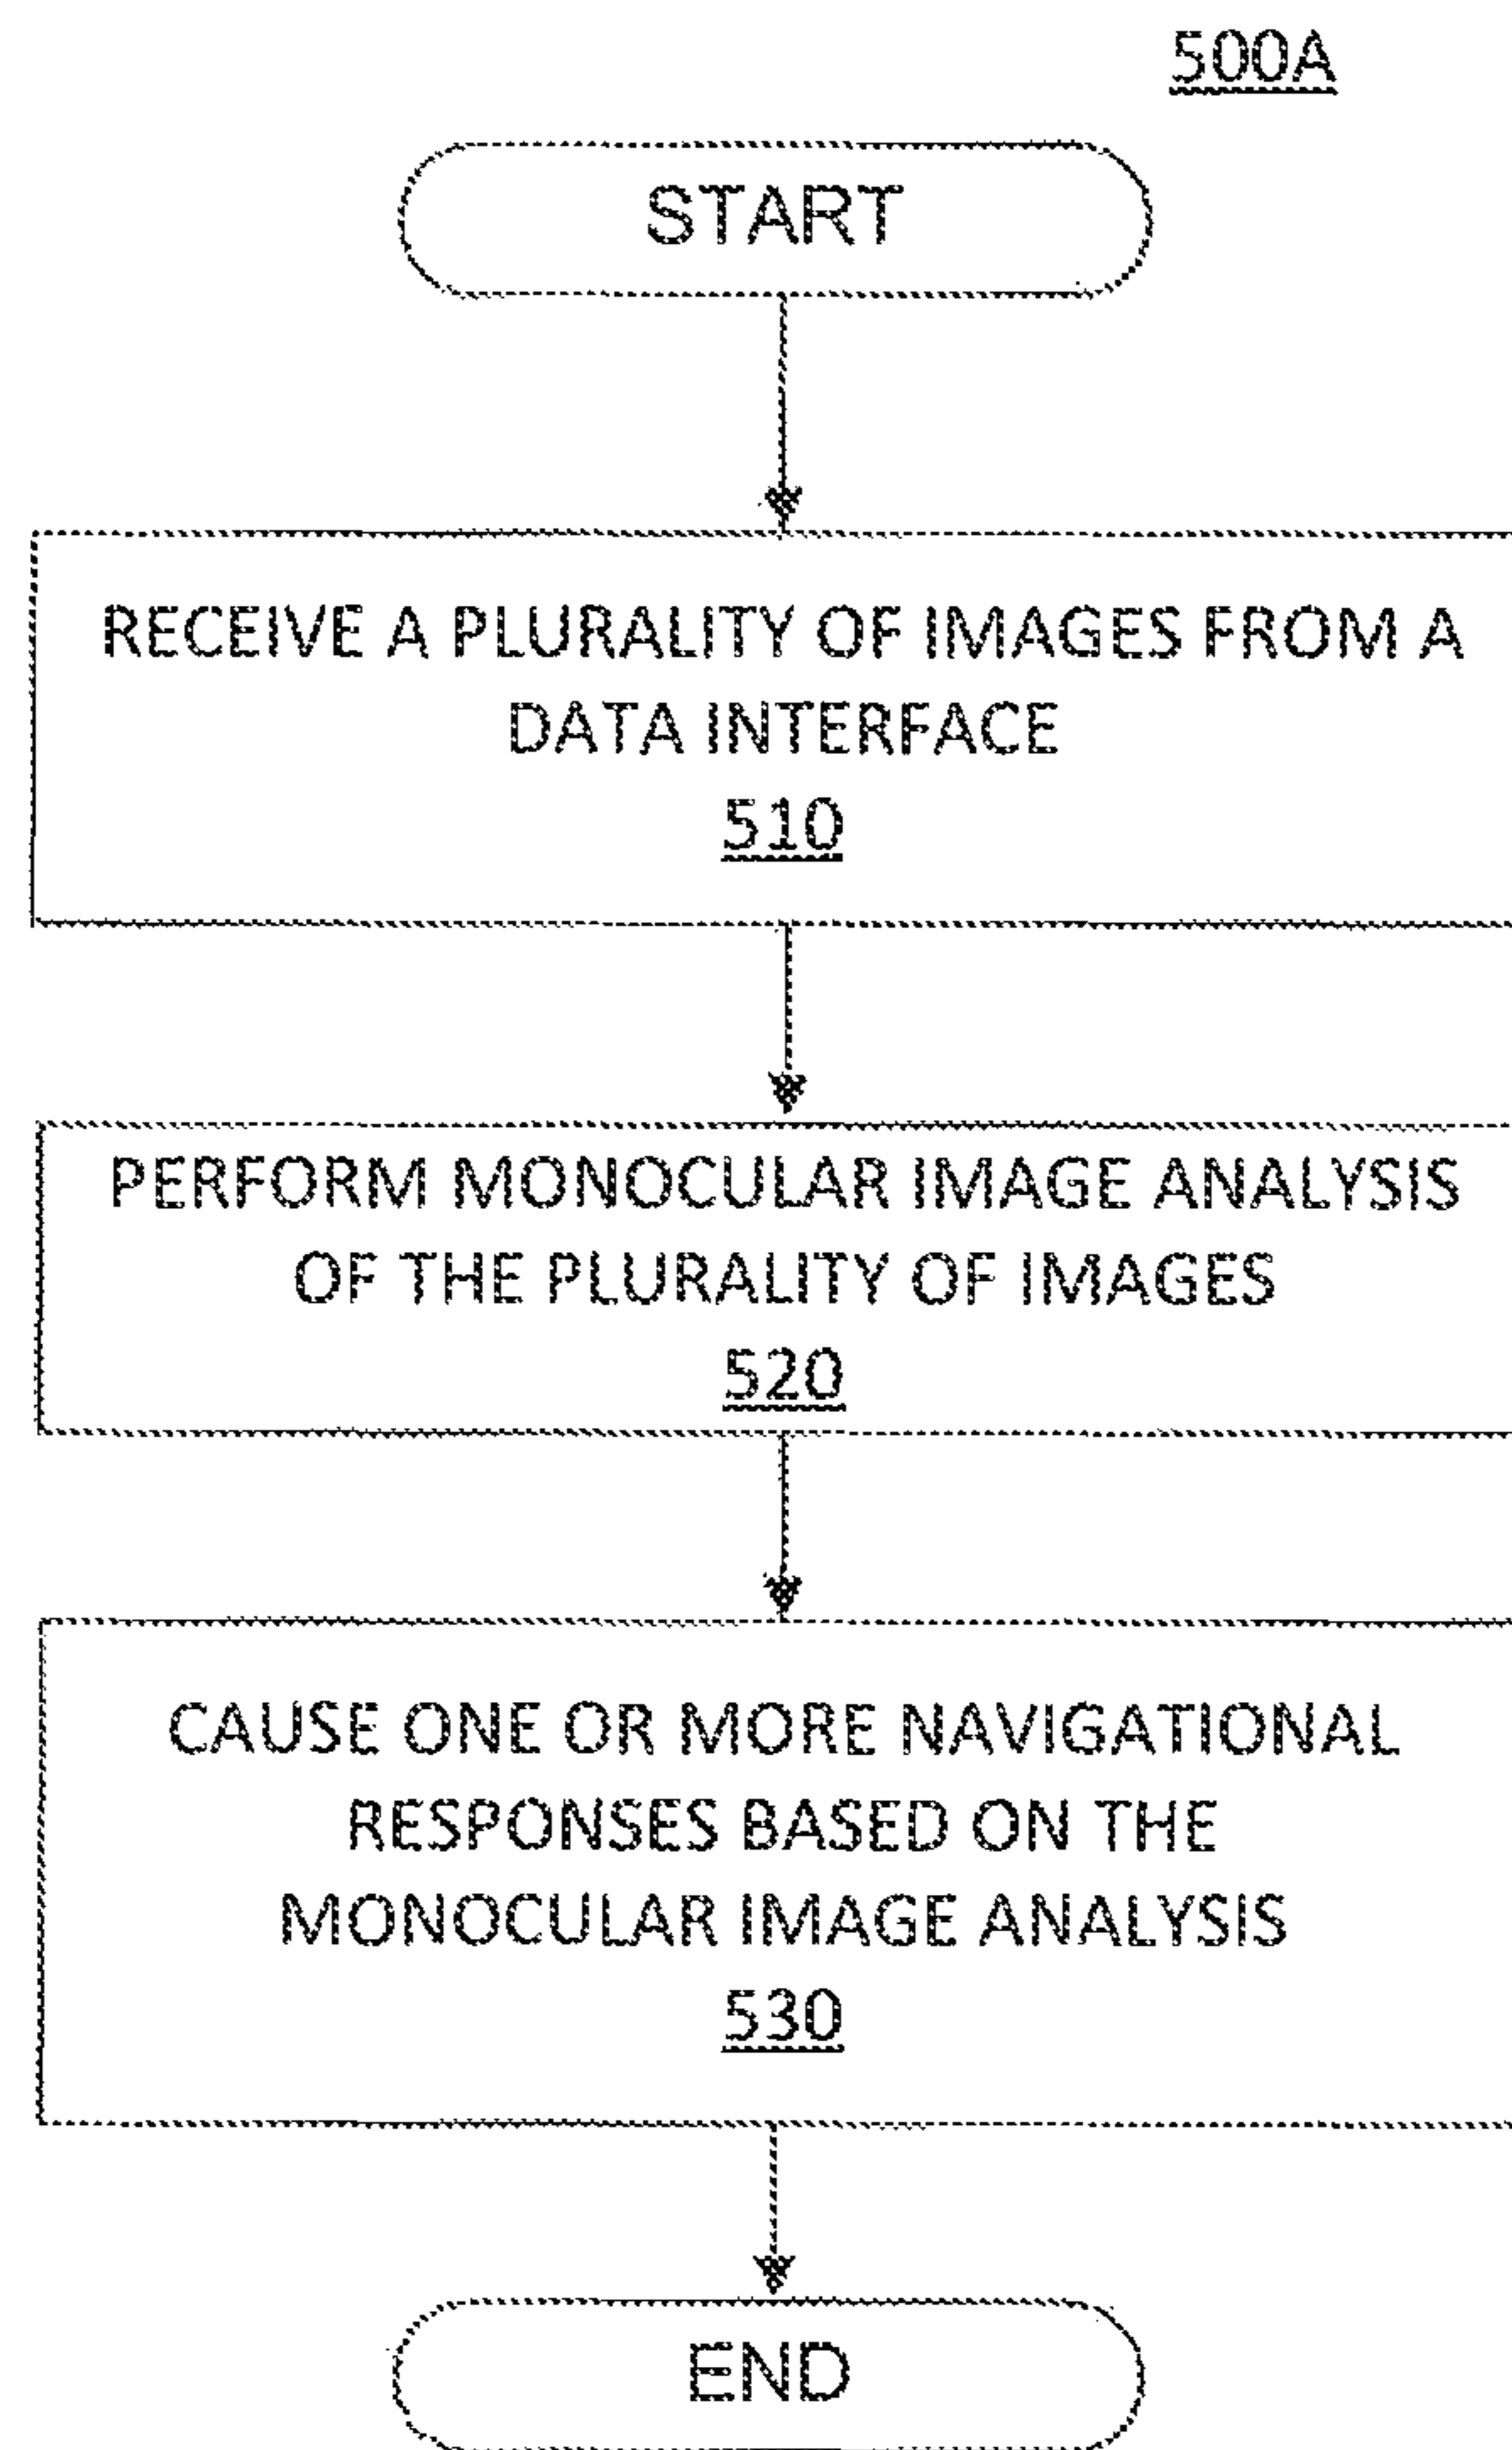 500A
START
RECEIVE A PLURALITY OF IMAGES FROM A
DATA INTERFACE
510
PERFORM MONOCULAR IMAGE ANALYSIS
OF THE PLURALITY OF IMAGES
520
CAUSE ONE OR MORE NAVIGATIONAL
RESPONSES BASED ON THE
MONOCULAR IMAGE ANALYSIS
530
END